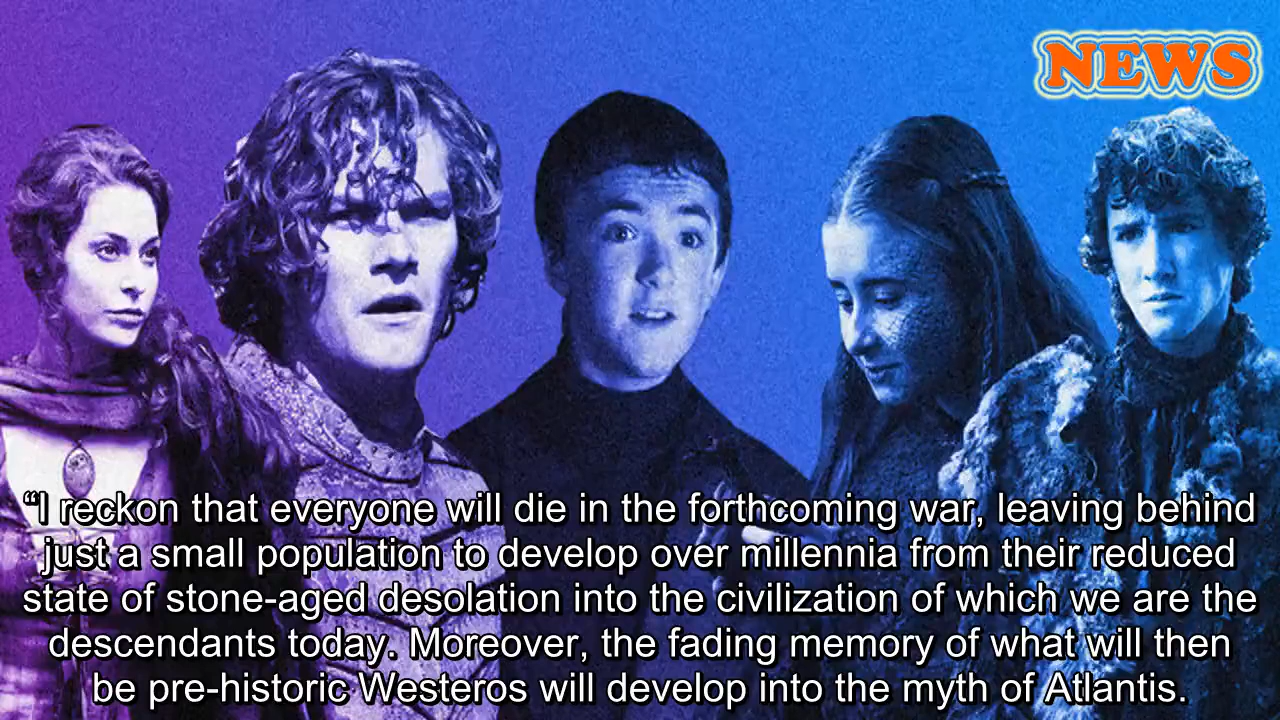 NEWS
“I reckon that everyone will die in the forthcoming war, leaving behind
just a small population to develop over millennia from their reduced
state of stone-aged desolation into the civilization of which we are the
descendants today. Moreover, the fading memory of what will then
be pre-historic Westeros will develop into the myth of Atlantis.